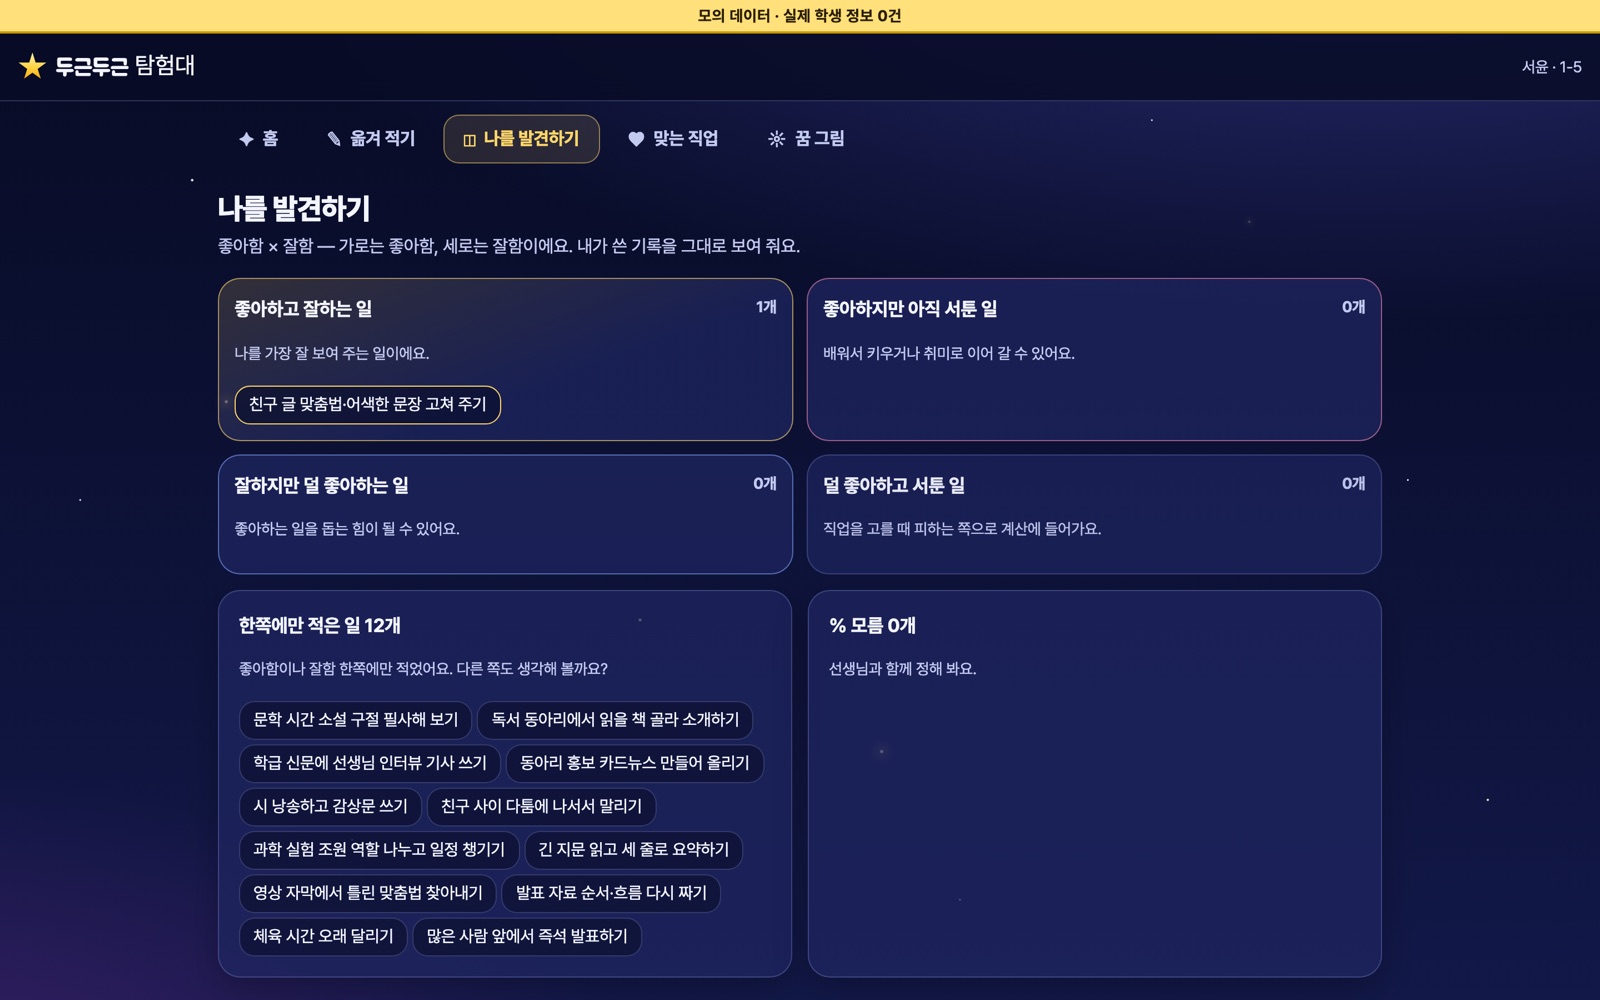 모의 데이터 · 실제 학생 정보 0건
두근두근 탐험대
서윤 · 1-5
홈
옮겨 적기
나를 발견하기
맞는 직업
꿈 그림
나를 발견하기
좋아함 × 잘함 — 가로는 좋아함, 세로는 잘함이에요. 내가 쓴 기록을 그대로 보여 줘요.
좋아하고 잘하는 일
1개
나를 가장 잘 보여 주는 일이에요.
친구 글 맞춤법·어색한 문장 고쳐 주기
좋아하지만 아직 서툰 일
0개
배워서 키우거나 취미로 이어 갈 수 있어요.
잘하지만 덜 좋아하는 일
0개
좋아하는 일을 돕는 힘이 될 수 있어요.
덜 좋아하고 서툰 일
0개
직업을 고를 때 피하는 쪽으로 계산에 들어가요.
한쪽에만 적은 일 12개
좋아함이나 잘함 한쪽에만 적었어요. 다른 쪽도 생각해 볼까요?
문학 시간 소설 구절 필사해 보기
독서 동아리에서 읽을 책 골라 소개하기
학급 신문에 선생님 인터뷰 기사 쓰기
동아리 홍보 카드뉴스 만들어 올리기
시 낭송하고 감상문 쓰기
친구 사이 다툼에 나서서 말리기
과학 실험 조원 역할 나누고 일정 챙기기
긴 지문 읽고 세 줄로 요약하기
영상 자막에서 틀린 맞춤법 찾아내기
발표 자료 순서·흐름 다시 짜기
체육 시간 오래 달리기
많은 사람 앞에서 즉석 발표하기
% 모름 0개
선생님과 함께 정해 봐요.